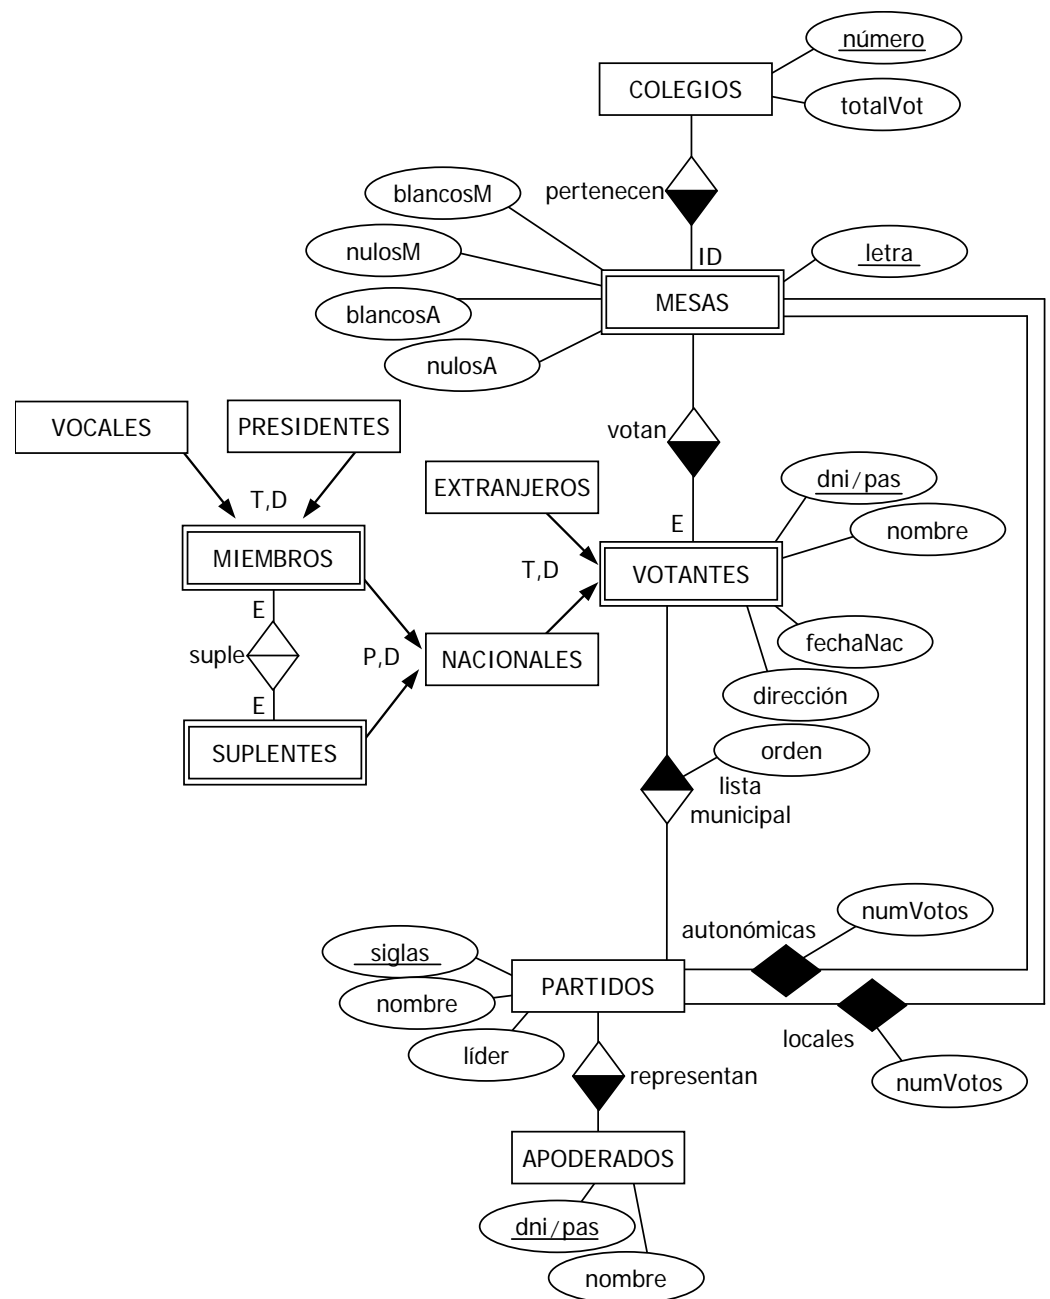 número
COLEGIOS
totalVot
pertenecen
blancosM
nulosM
ID
letra
MESAS
blancosA
nulosA
VOCALES
PRESIDENTES
votan
EXTRANJEROS
dni/pas
T,D
E
nombre
MIEMBROS
T,D
VOTANTES
E
suple
P,D
NACIONALES
fechaNac
E
dirección
SUPLENTES
orden
lista
municipal
numVotos
autonómicas
siglas
PARTIDOS
nombre
líder
locales
representan
numVotos
APODERADOS
dni/pas
nombre